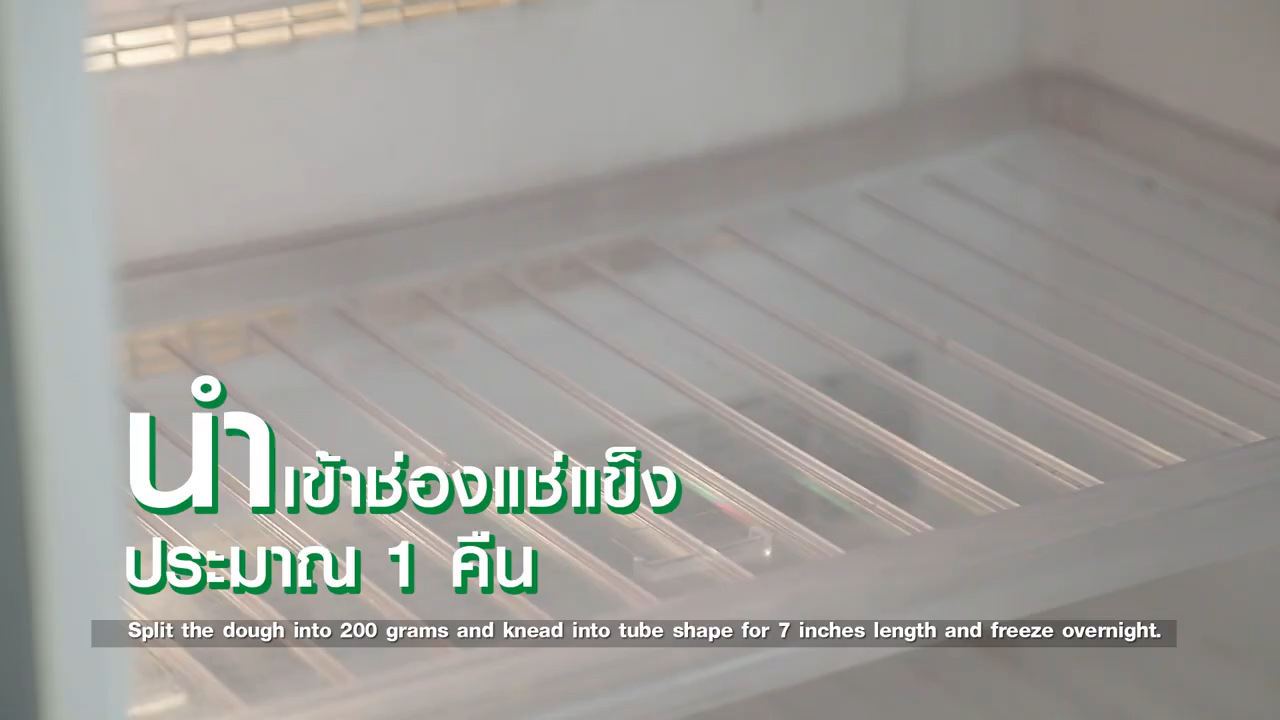 นำเข้าช่องแช่แข็ง
ประมาณ 1 คืน
Split the dough into 200 grams and knead into tube shape for 7 inches length and freeze overnight.